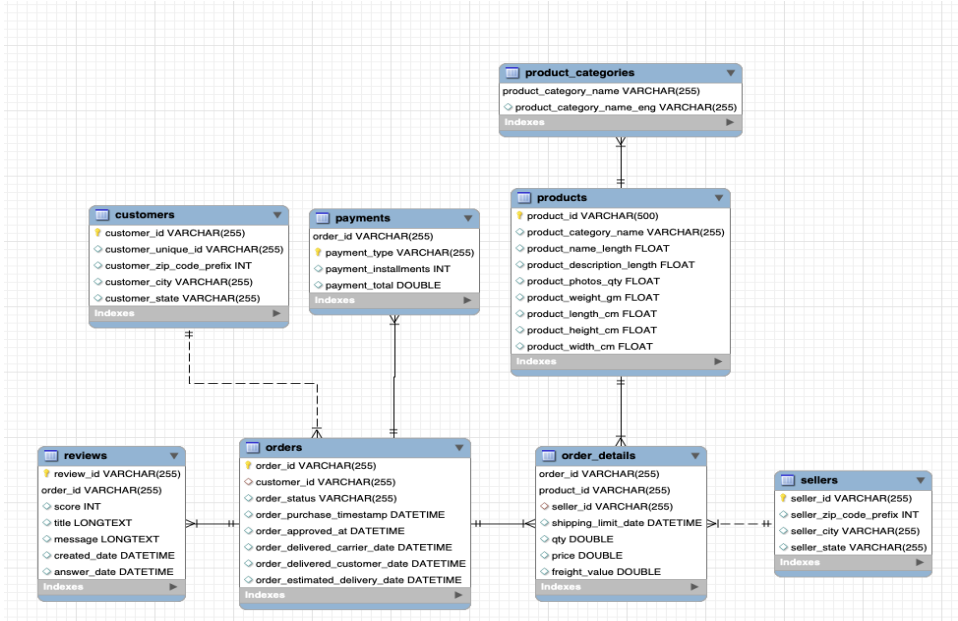 product_categories
product_category_name VARCHAR(255)
product_category_name_eng VARCHAR(255)
Indexes
products
product_id VARCHAR(500)
product_category_name VARCHAR(255)
product_name_length FLOAT
product_description_length FLOAT
product_photos_qty FLOAT
product_weight_gm FLOAT
product_length_cm FLOAT
product_height_cm FLOAT
product_width_cm FLOAT
Indexes
customers
customer_id VARCHAR(255)
customer_unique_id VARCHAR(255)
customer_zip_code_prefix INT
customer_city VARCHAR(255)
customer_state VARCHAR(255)
Indexes
payments
order_id VARCHAR(255)
payment_type VARCHAR(255)
payment_installments INT
payment_total DOUBLE
Indexes
reviews
review_id VARCHAR(255)
order_id VARCHAR(255)
score INT
title LONGTEXT
message LONGTEXT
created_date DATETIME
answer_date DATETIME
Indexes
orders
order_id VARCHAR(255)
customer_id VARCHAR(255)
order_status VARCHAR(255)
order_purchase_timestamp DATETIME
order_approved_at DATETIME
order_delivered_carrier_date DATETIME
order_delivered_customer_date DATETIME
order_estimated_delivery_date DATETIME
Indexes
order_details
order_id VARCHAR(255)
product_id VARCHAR(255)
seller_id VARCHAR(255)
shipping_limit_date DATETIME
qty DOUBLE
price DOUBLE
freight_value DOUBLE
Indexes
sellers
seller_id VARCHAR(255)
seller_zip_code_prefix INT
seller_city VARCHAR(255)
seller_state VARCHAR(255)
Indexes